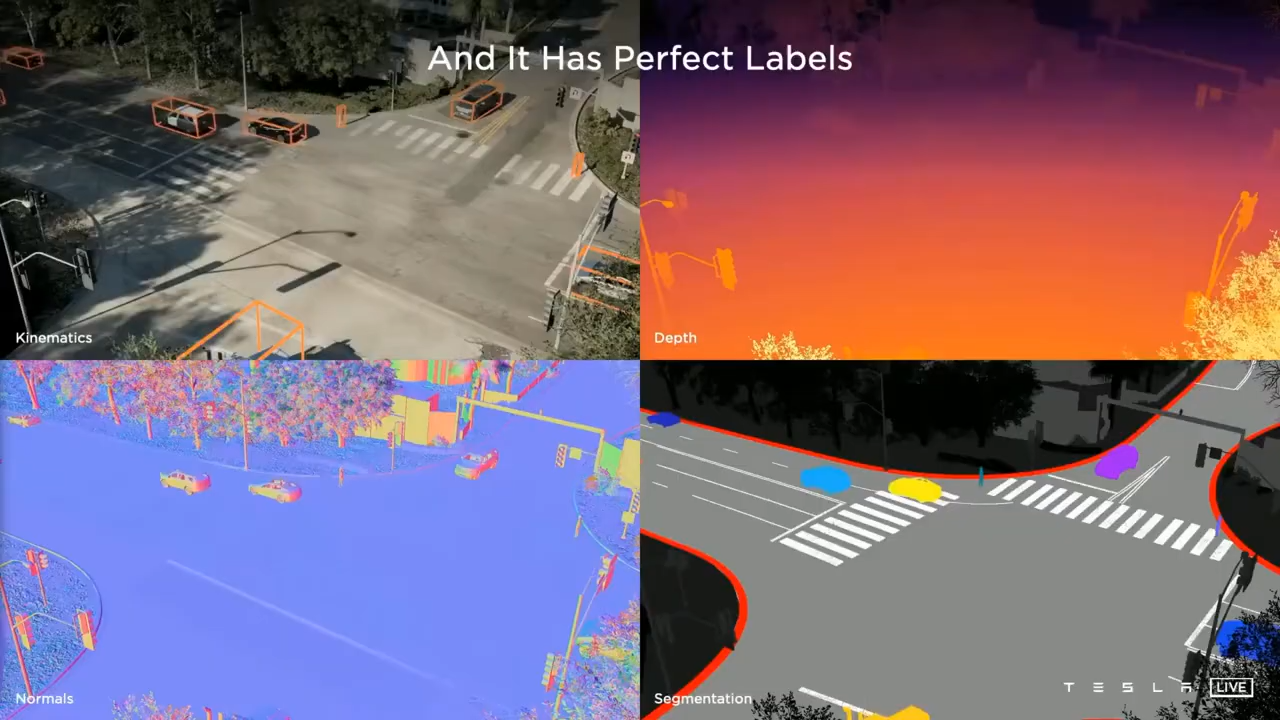 And It Has Perfect Labels
Kinematics
Depth
Normals
Segmentation
TESLA LIVE